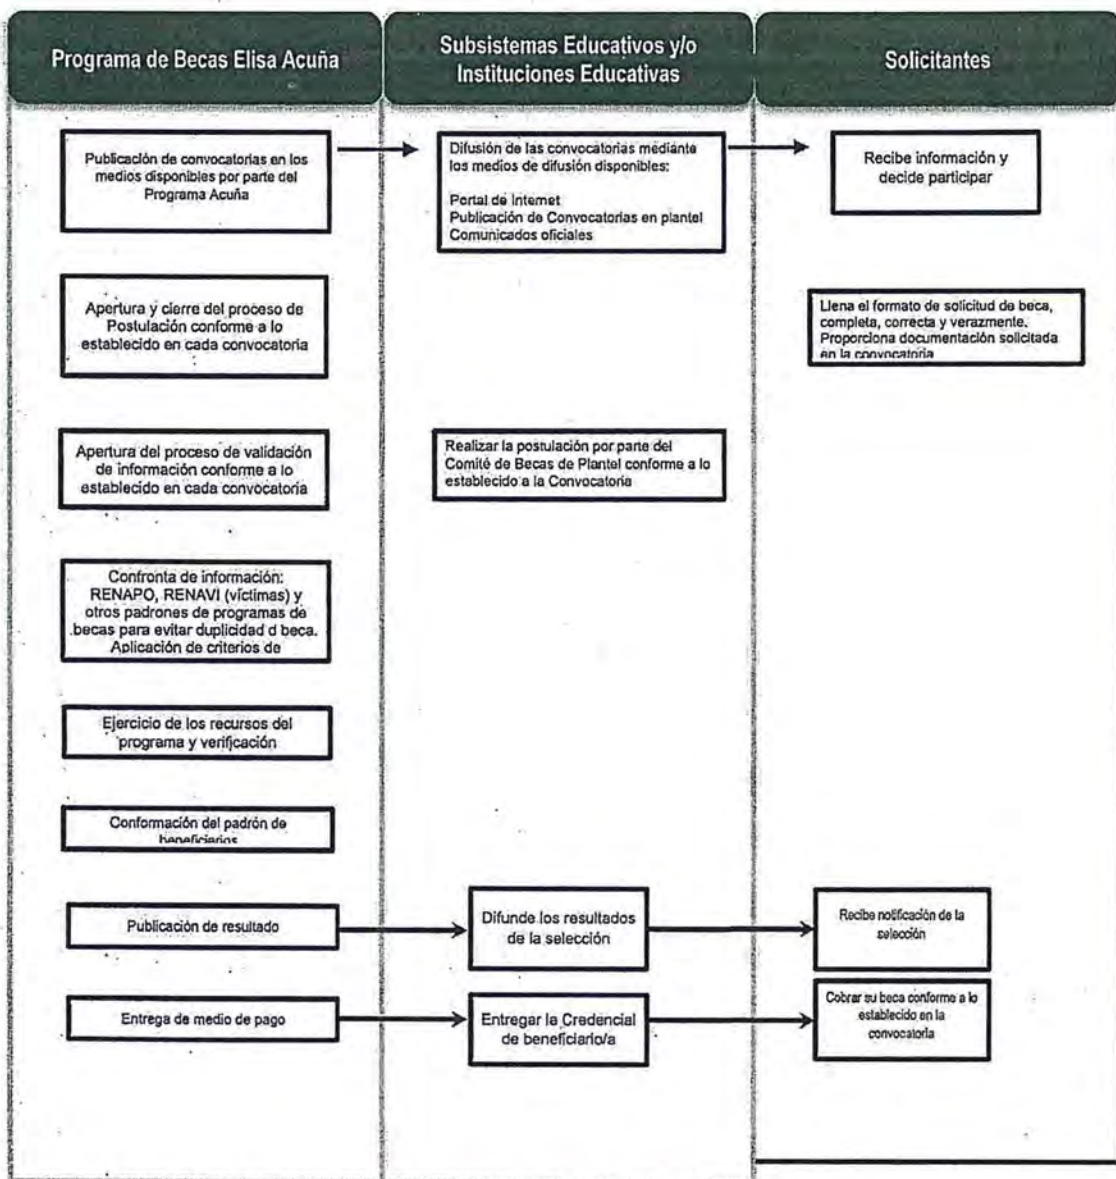 Programa de Becas Elisa Acuña
Subsistemas Educativos y/o
Instituciones Educativas
Solicitantes
Publicación de convocatorias en los
medios disponibles por parte del
Programa Acuña
Difusión de las convocatorias mediante
los medios de difusión disponibles:
Portal de Internet
Publicación de Convocatorias en plantel
Comunicados oficiales
Recibe información y
decide participar
Apertura y cierre del proceso de
Postulación conforme a lo
establecido en cada convocatoria
Llena el formato de solicitud de beca,
completa, correcta y verazmente.
Proporciona documentación solicitada
en la convocatoria
Apertura del proceso de validación
de información conforme a lo
establecido en cada convocatoria
Realizar la postulación por parte del
Comité de Becas de Plantel conforme a lo
establecido a la Convocatoria
Confronta de información:
RENAPO, RENAVI (víctimas) y
otros padrones de programas de
becas para evitar duplicidad d beca.
Aplicación de criterios de
Ejercicio de los recursos del
programa y verificación
Conformación del padrón de
beneficiarios
Publicación de resultado
Difunde los resultados
de la selección
Recibe notificación de la
selección
Entrega de medio de pago
Entregar la Credencial
de beneficiario/a
Cobrar su beca conforme a lo
establecido en la
convocatoria